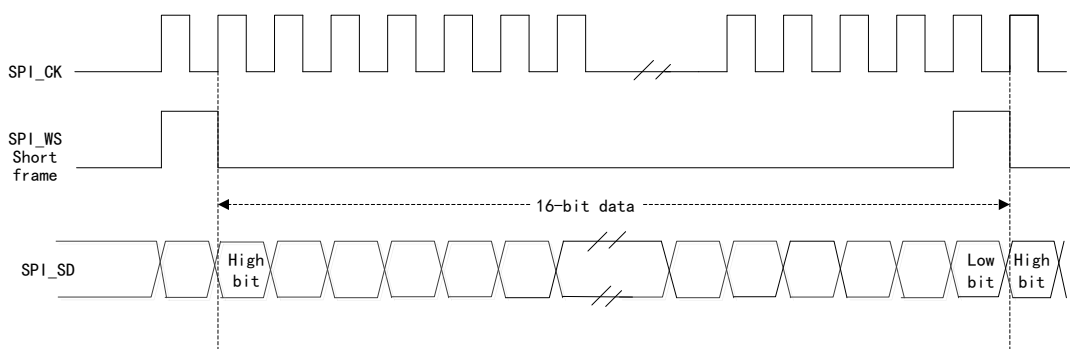 SPI_CK
SPI_WS
Short
frame
16-bit data
SPI_SD
High
bit
Low
bit
High
bit